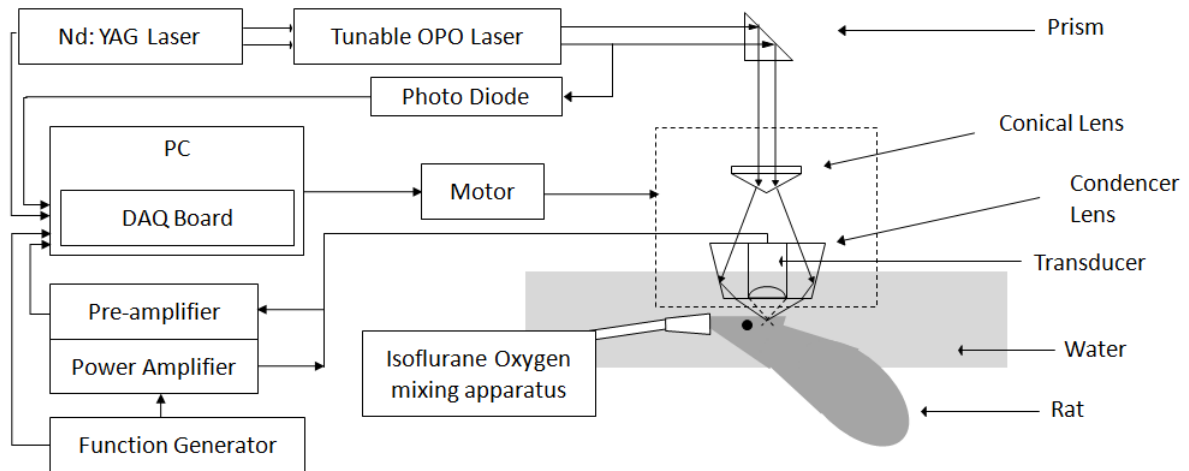 Nd: YAG Laser
Tunable OPO Laser
Prism
Photo Diode
Conical Lens
PC
Motor
DAQ Board
Condencer
Lens
Transducer
Pre-amplifier
Power Amplifier
Isoflurane Oxygen
mixing apparatus
Water
Rat
Function Generator